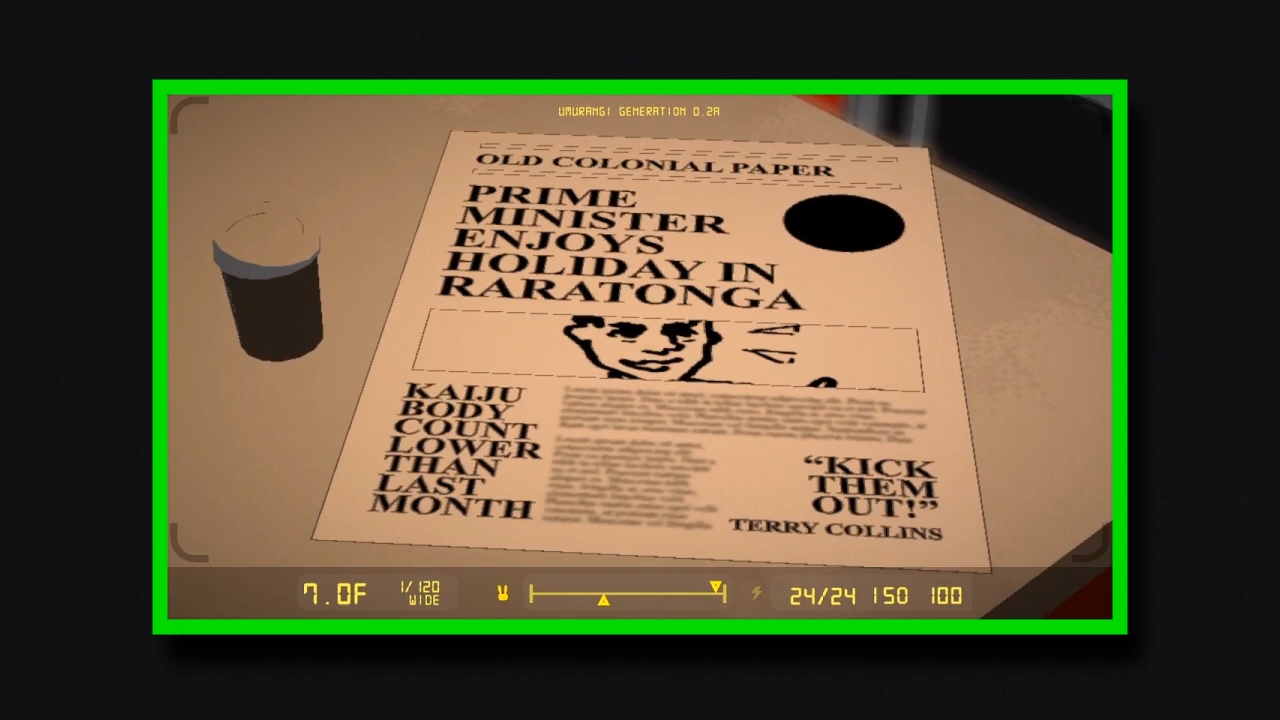 UMURANGI GENERATION 0.2A
OLD COLONIAL PAPER
PRIME
MINISTER
ENJOYS
HOLIDAY IN
RARATONGA
KAIJU
BODY
COUNT
LOWER
THAN
LAST
MONTH
“KICK
THEM
OUT!”
TERRY COLLINS
7.0F
1/120
WIDE
24/24 150 100